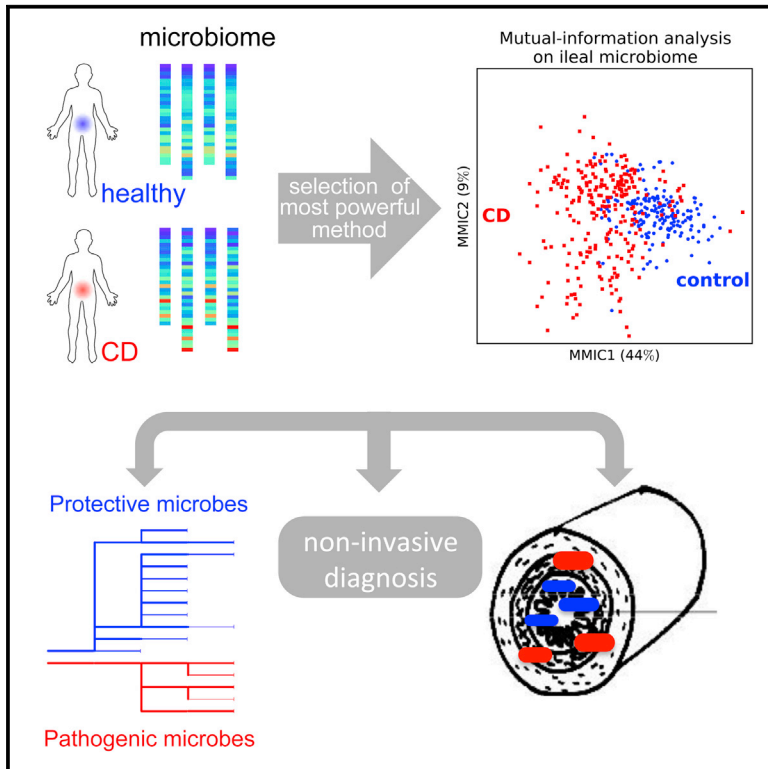 microbiome
healthy
CD
selection of
most powerful
method
Mutual-information analysis
on ileal microbiome
MMIC2 (9%)
CD
control
MMIC1 (44%)
Protective microbes
Pathogenic microbes
non-invasive
diagnosis